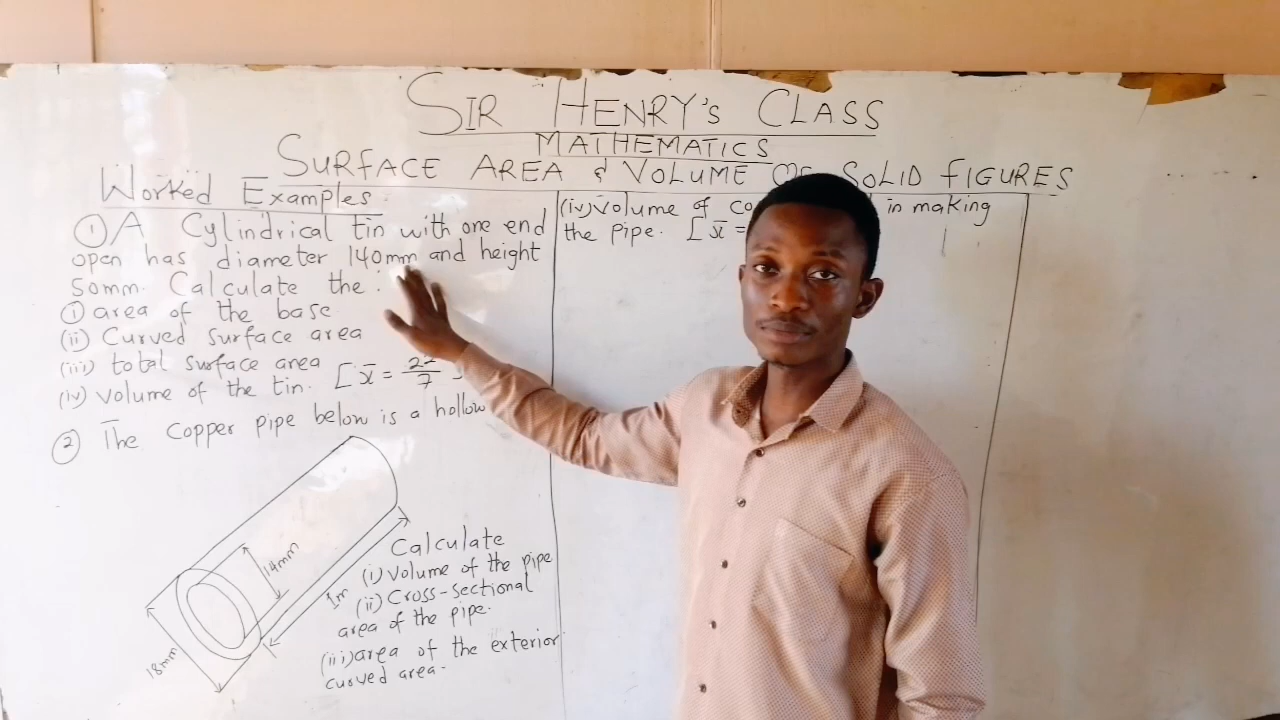 SIR HENRY'S CLASS
MATHEMATICS
SURFACE AREA & VOLUME OF SOLID FIGURES
Worked Examples.
① A Cylindrical tin with one end
open has diameter 140mm and height
50mm. Calculate the.
① area of the base
(ii) Curved surface area
(iii) total surface area
(iv) volume of the tin. [π = 22/7
② The Copper pipe below is a hollow
14mm
1m
18mm
Calculate
(i) Volume of the pipe
(ii) Cross-sectional
area of the pipe.
(iii) area of the exterior
curved area.
(iv) Volume of in making
the pipe. [π =